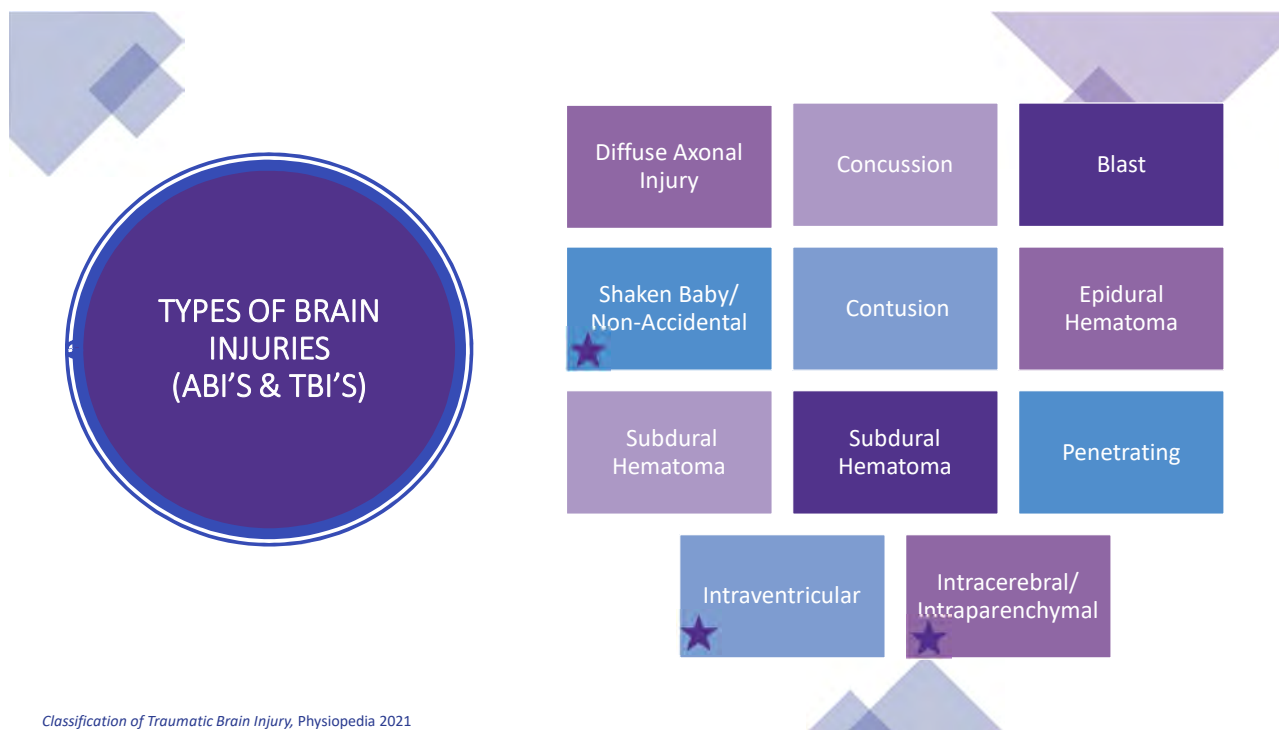 TYPES OF BRAIN
INJURIES
(ABI’S & TBI’S)
Diffuse Axonal
Injury
Concussion
Blast
Shaken Baby/
Non-Accidental
Contusion
Epidural
Hematoma
Subdural
Hematoma
Subdural
Hematoma
Penetrating
Intraventricular
Intracerebral/
Intraparenchymal
Classification of Traumatic Brain Injury, Physiopedia 2021